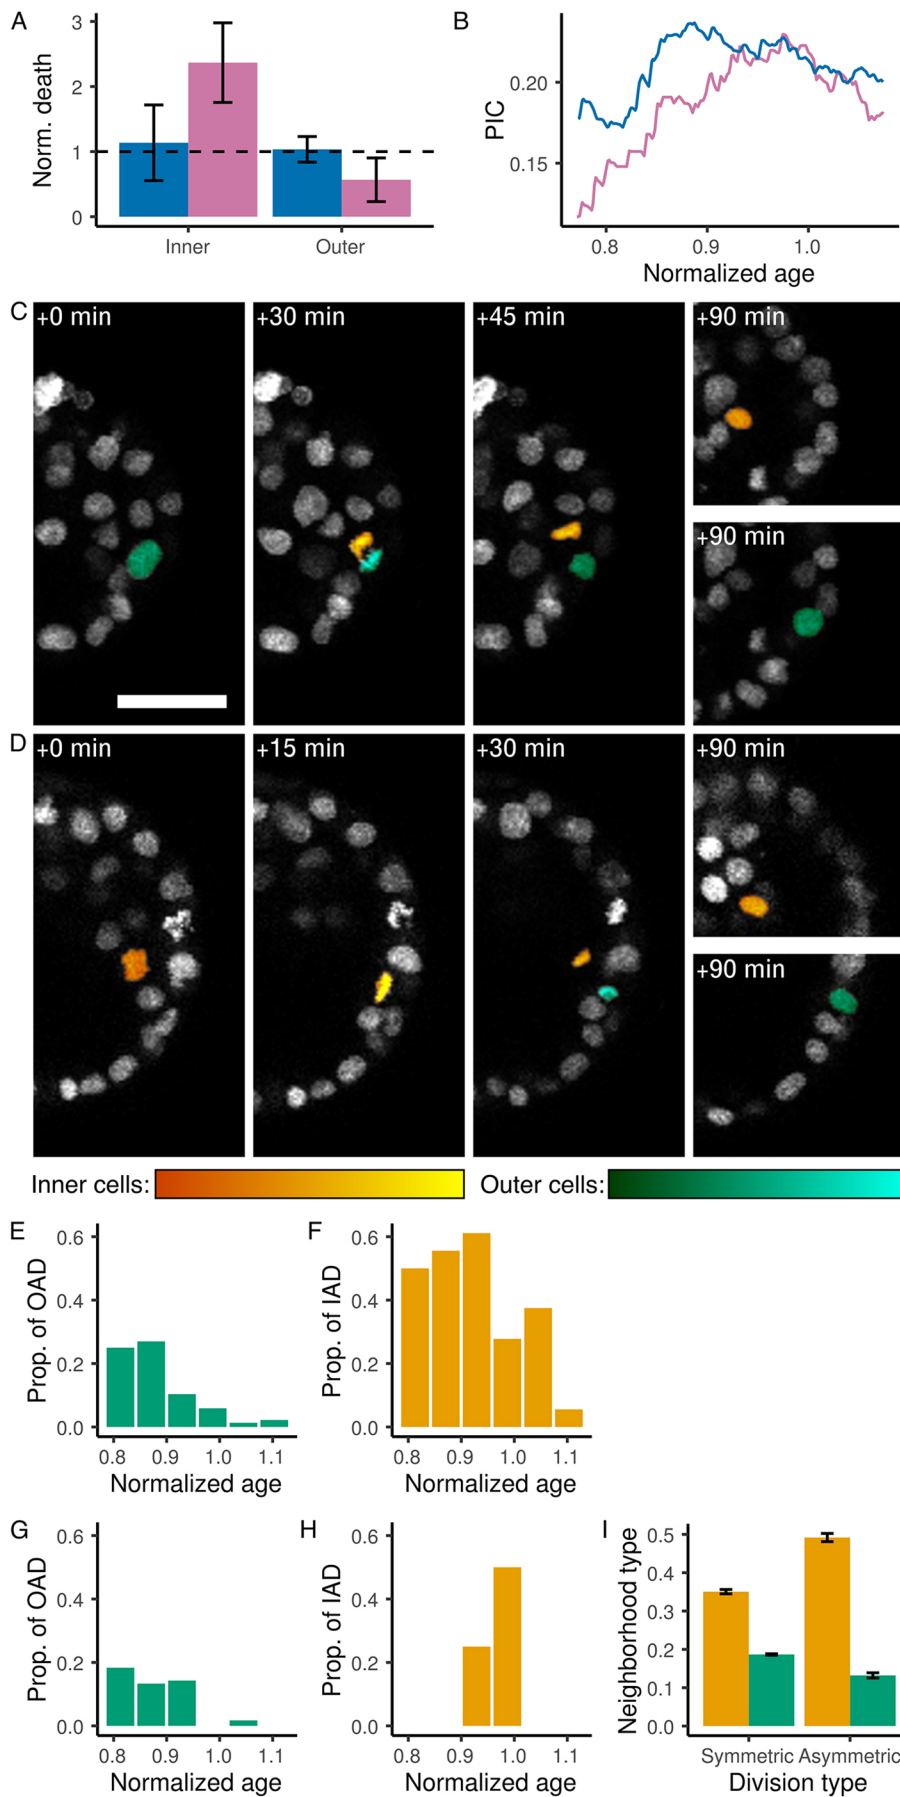 A
Norm. death
3
2
1
0
Inner
Outer
B
PIC
0.20
0.15
0.8
0.9
1.0
Normalized age
C
+0 min
+30 min
+45 min
+90 min
+90 min
D
+0 min
+15 min
+30 min
+90 min
+90 min
Inner cells:
Outer cells:
E
Prop. of OAD
0.6
0.4
0.2
0.0
0.8
0.9
1.0
1.1
Normalized age
F
Prop. of IAD
0.6
0.4
0.2
0.0
0.8
0.9
1.0
1.1
Normalized age
G
Prop. of OAD
0.6
0.4
0.2
0.0
0.8
0.9
1.0
1.1
Normalized age
H
Prop. of IAD
0.6
0.4
0.2
0.0
0.8
0.9
1.0
1.1
Normalized age
I
Neighborhood type
0.5
0.4
0.3
0.2
0.1
0.0
Symmetric
Asymmetric
Division type